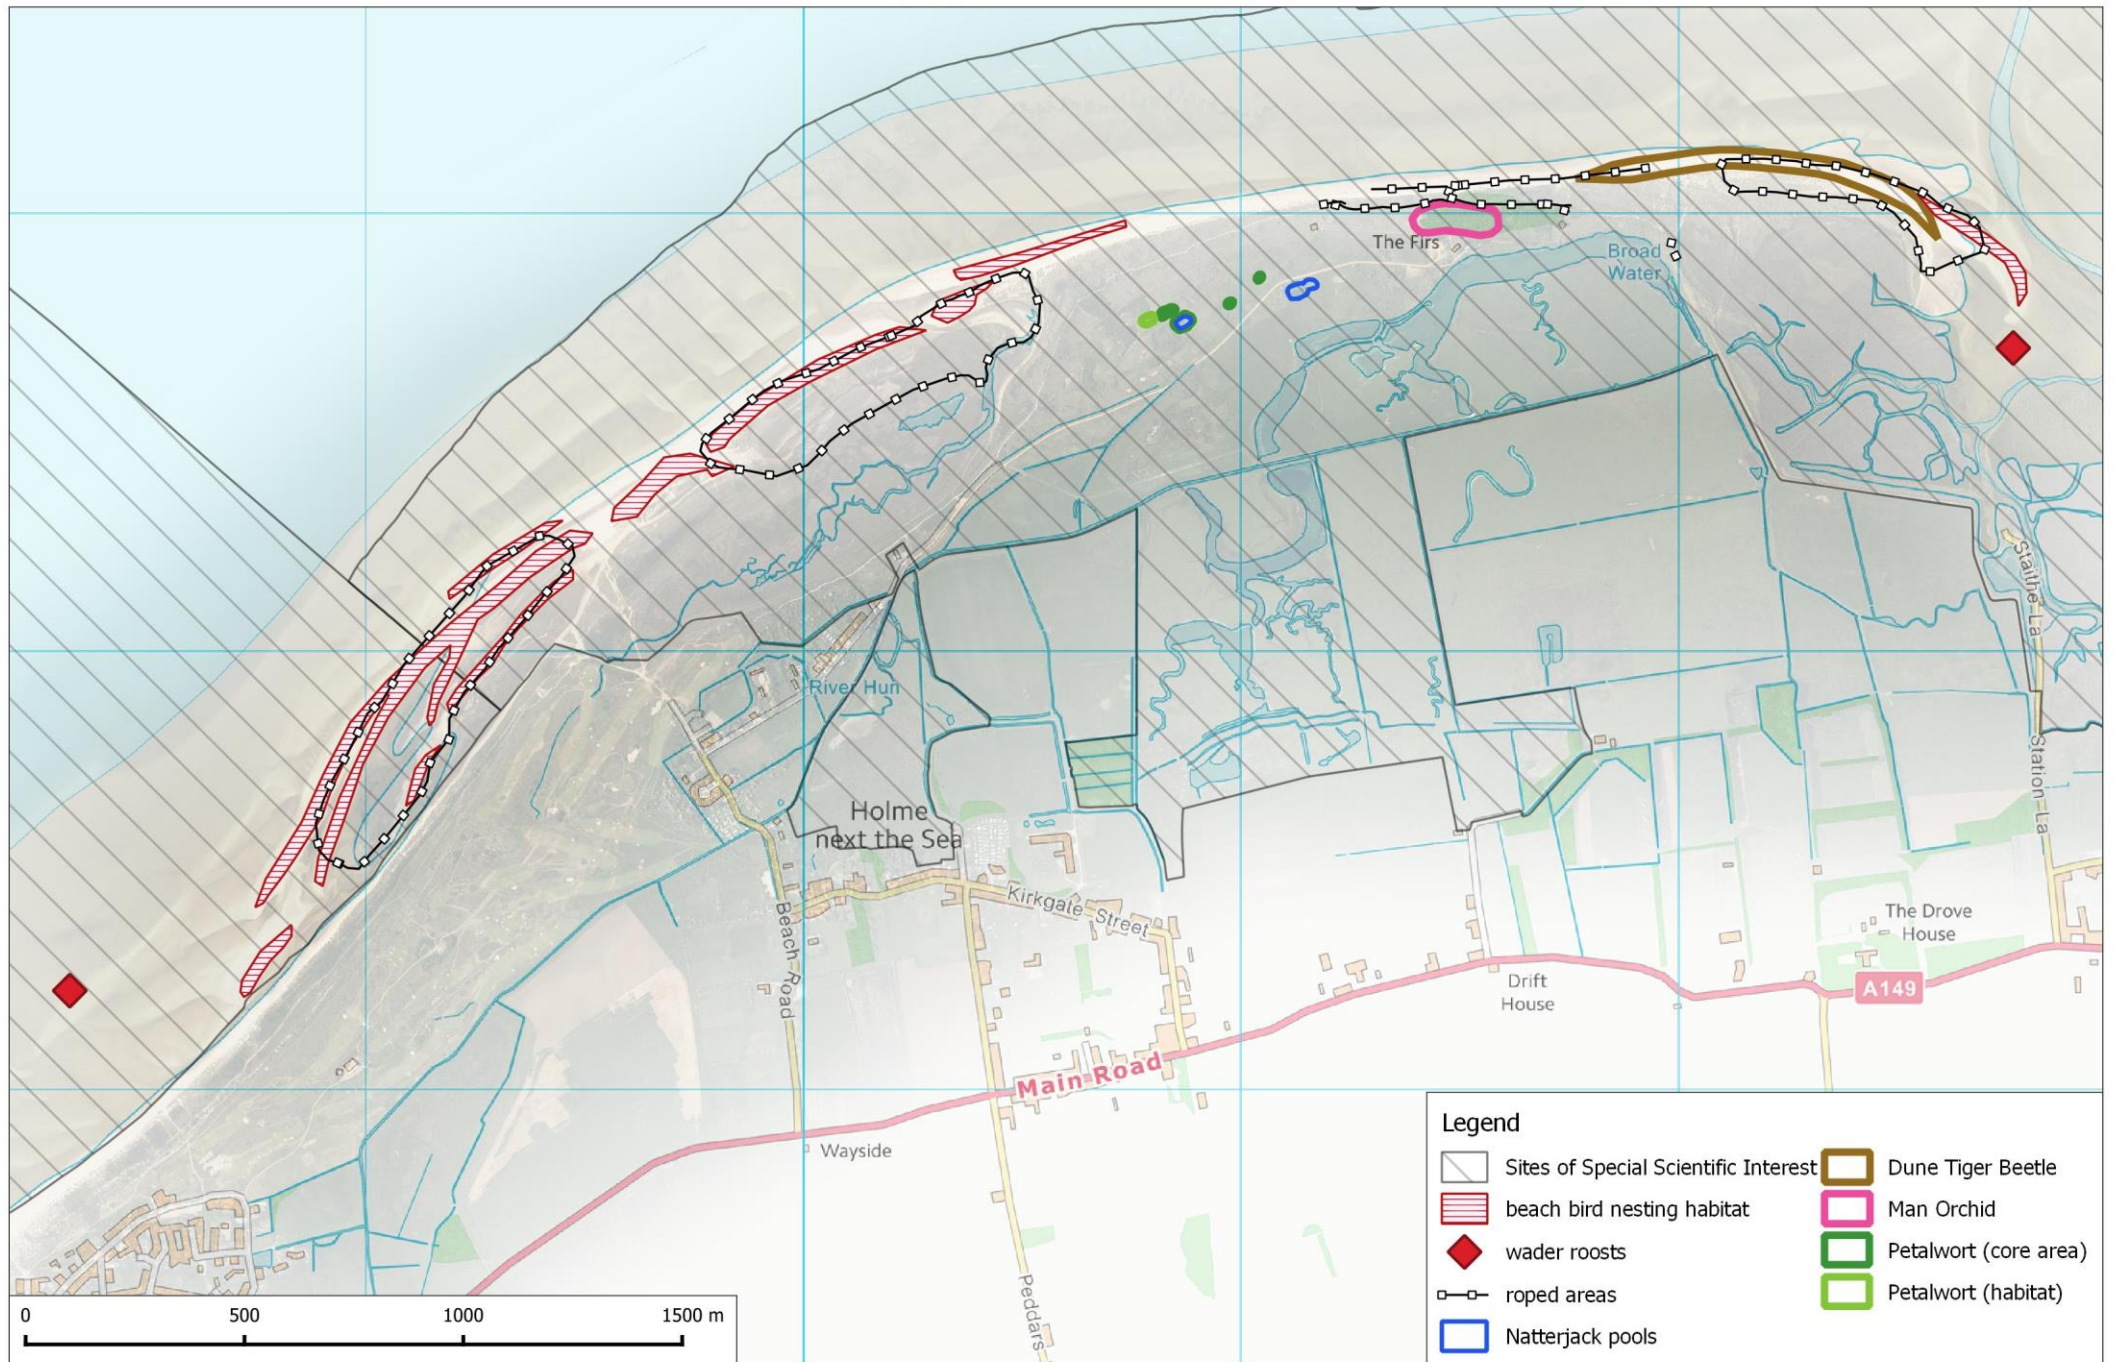 The Firs
Broad
Water
Staithe La
River Hun
Station La
Holme
next the Sea
Kirkgate Street
Beach Road
The Drove
House
Drift
House
A149
Main Road
Wayside
Peddars
Legend
Sites of Special Scientific Interest
beach bird nesting habitat
wader roosts
roped areas
Natterjack pools
Dune Tiger Beetle
Man Orchid
Petalwort (core area)
Petalwort (habitat)
0 500 1000 1500 m